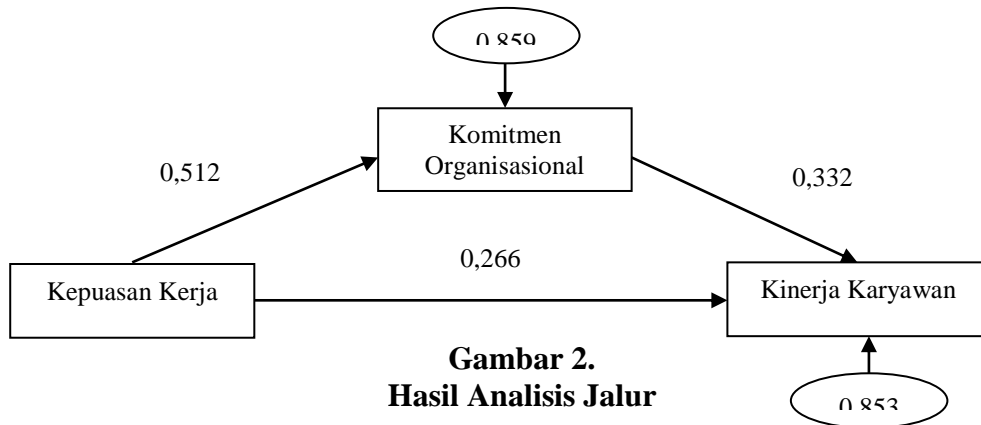 0,859
Komitmen
Organisasional
0,512
0,332
0,266
Kepuasan Kerja
Kinerja Karyawan
Gambar 2.
Hasil Analisis Jalur
0,853